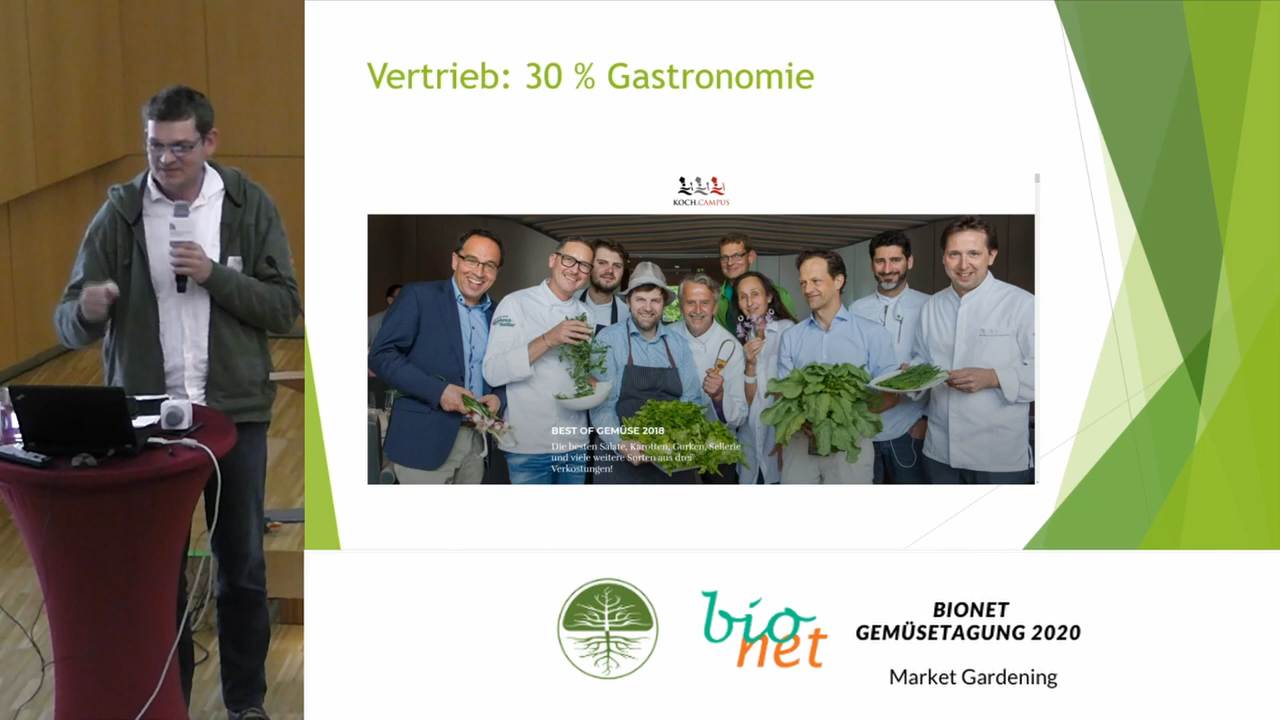 Vertrieb: 30 % Gastronomie
KOCH.CAMPUS
BEST OF GEMÜSE 2018
Die besten Salate, Karotten, Gurken, Sellerie
und viele weitere Sorten aus drei
Verkostungen!
bio
net
BIONET
GEMÜSETAGUNG 2020
Market Gardening